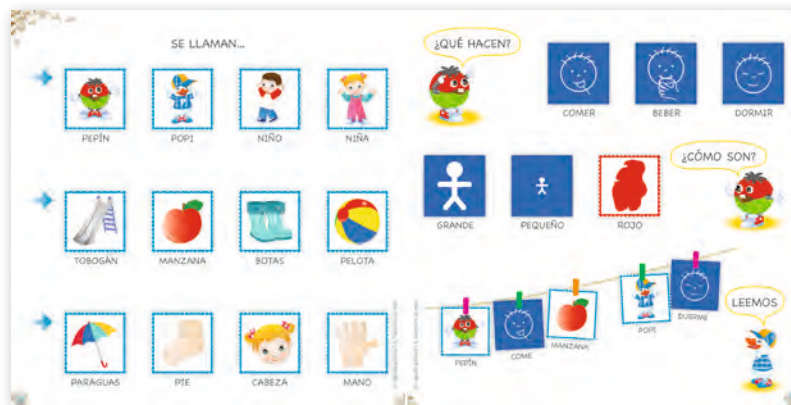 SE LLAMAN...
PEPÍN POPI NIÑO NIÑA
TOBOGÁN MANZANA BOTAS PELOTA
PARAGUAS PIE CABEZA MANO
¿QUÉ HACEN?
COMER BEBER DORMIR
¿CÓMO SON?
GRANDE PEQUEÑO ROJO
PEPÍN COME MANZANA POPI DUERME
LEEMOS